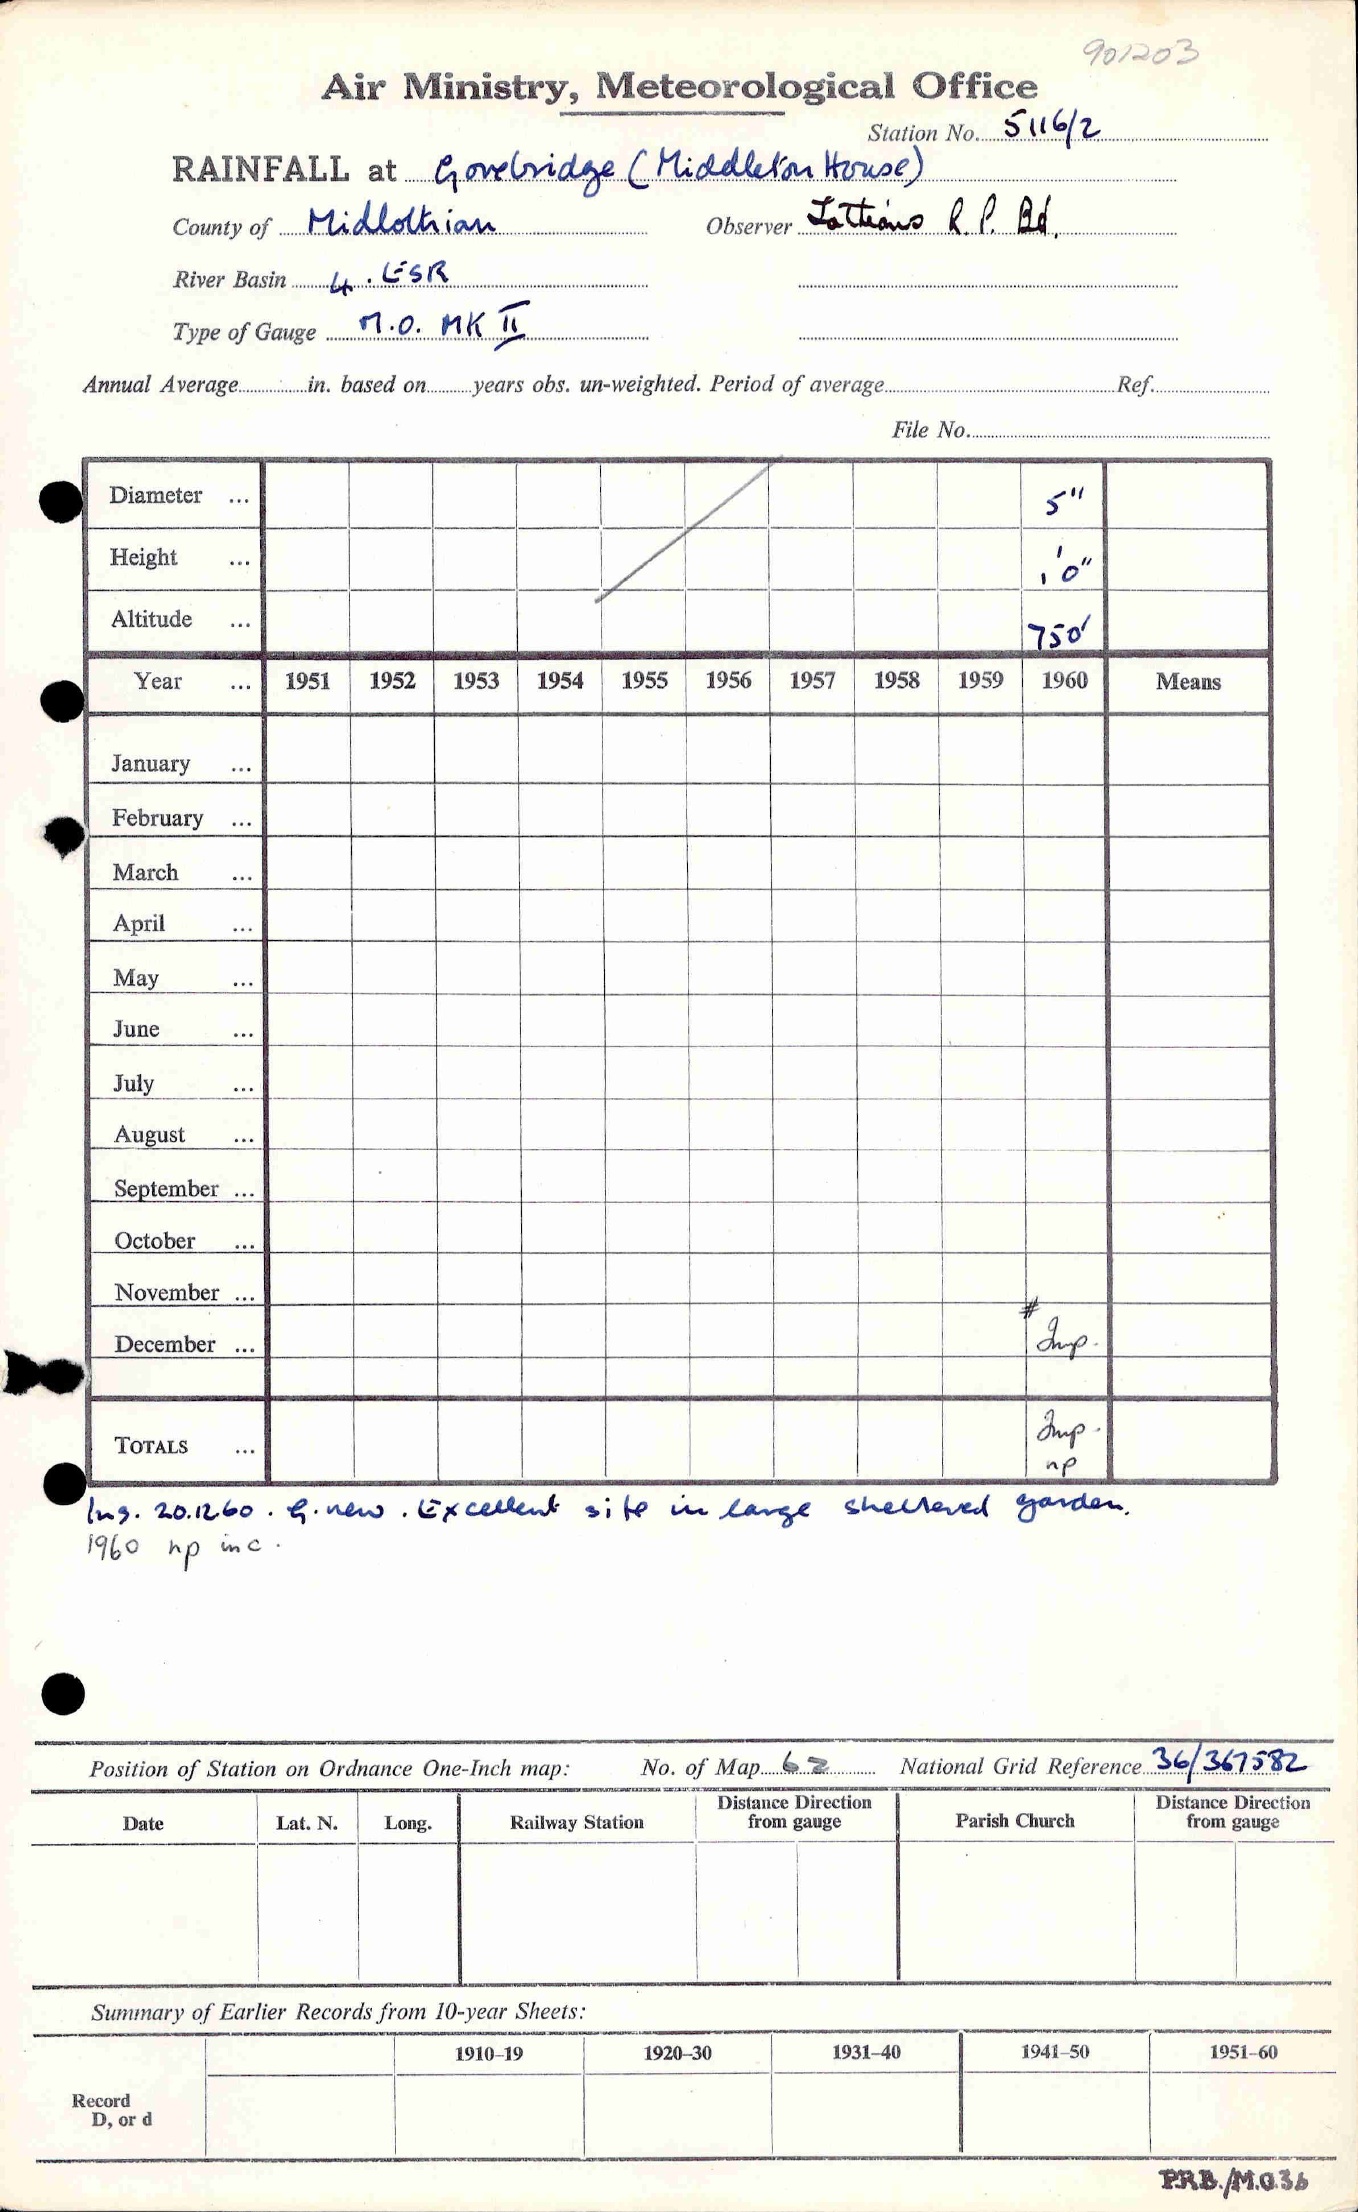 901203
Air Ministry, Meteorological Office
Station No. 5116/2
RAINFALL at Gorebridge (Middleton House)
County of Midlothian Observer Lothians R. P. Bd.
River Basin 4. ESR
Type of Gauge M.O. MK II
Annual Average in. based on years obs. un-weighted. Period of average Ref.
File No.
Diameter ... 5"
Height ... 1'0"
Altitude ... 750'
Year ... 1951 1952 1953 1954 1955 1956 1957 1958 1959 1960 Means
January ...
February ...
March ...
April ...
May ...
June ...
July ...
August ...
September ...
October ...
November ...
#
December ... Imp.
TOTALS ... Imp.
np
Ins. 20.12.60. G. new. Excellent site in large sheltered garden.
1960 np inc.
Position of Station on Ordnance One-Inch map: No. of Map 62 National Grid Reference 36/367582
Date Lat. N. Long. Railway Station Distance Direction from gauge Parish Church Distance Direction from gauge
Summary of Earlier Records from 10-year Sheets:
1910–19 1920–30 1931–40 1941–50 1951–60
Record
D, or d
P.R.B./M.O.36